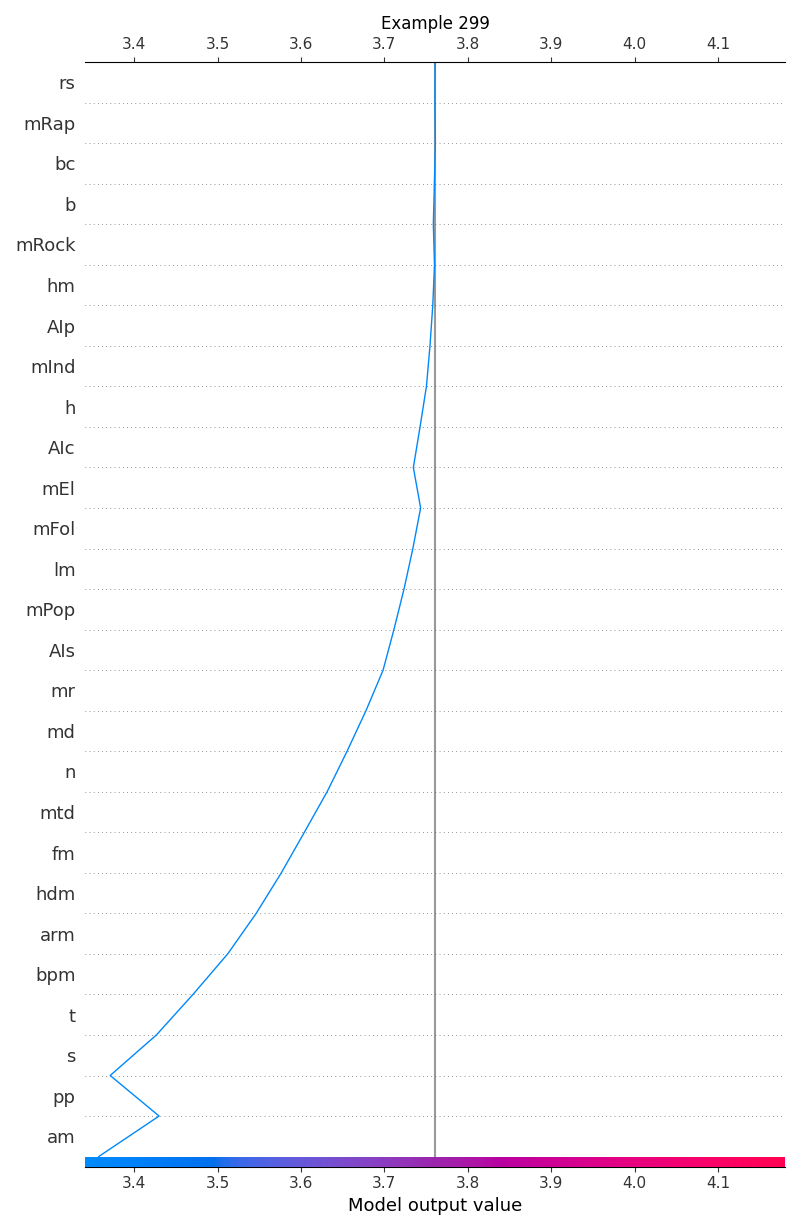 Example 299
3.4 3.5 3.6 3.7 3.8 3.9 4.0 4.1
rs
mRap
bc
b
mRock
hm
AIp
mInd
h
AIc
mEl
mFol
lm
mPop
AIs
mr
md
n
mtd
fm
hdm
arm
bpm
t
s
pp
am
3.4 3.5 3.6 3.7 3.8 3.9 4.0 4.1
Model output value